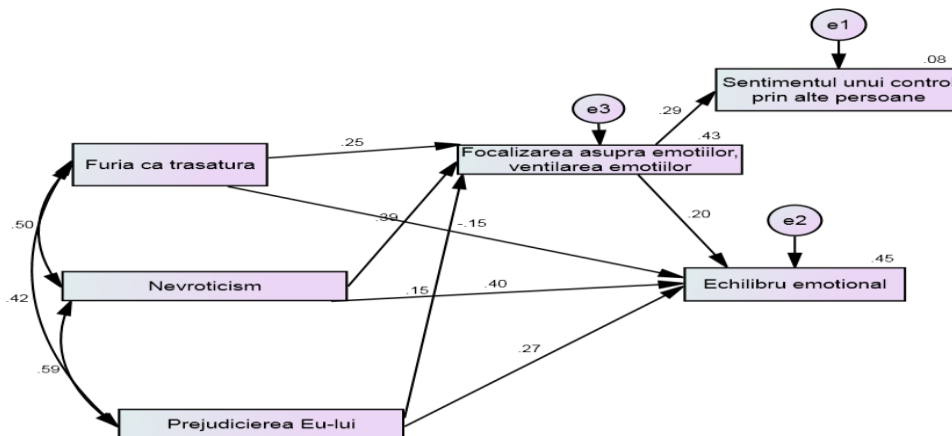 e1
.08
Sentimentul unui contro
prin alte persoane
e3
.29
.43
.25
Focalizarea asupra emotiilor,
ventilarea emotiilor
Furia ca trasatura
.50
.39
-.15
.20
e2
.45
Nevroticism
.40
Echilibru emotional
.42
.15
.59
.27
Prejudicierea Eu-lui